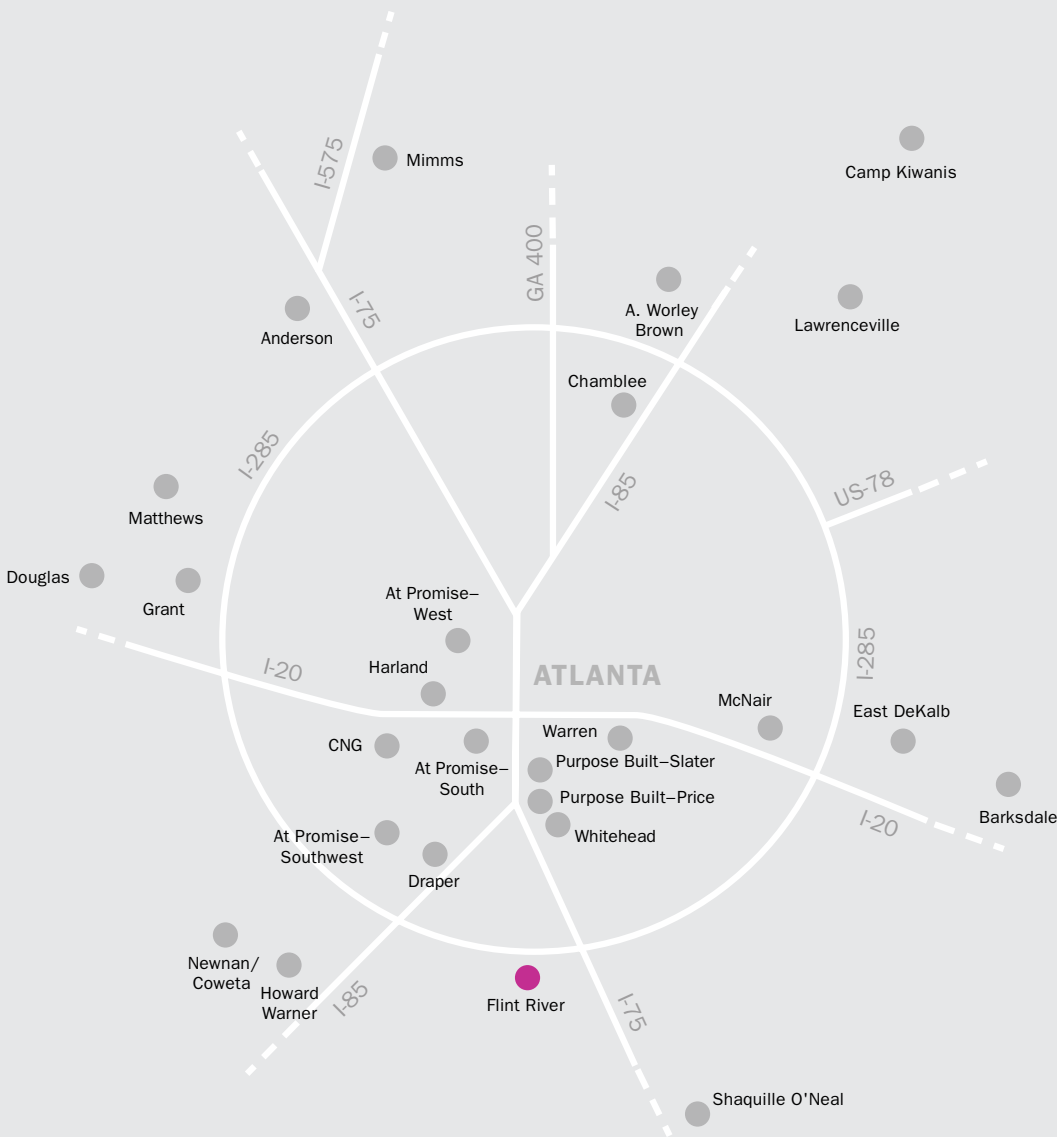 I-575
Mimms
Camp Kiwanis
GA 400
I-75
A. Worley
Brown
Lawrenceville
Anderson
Chamblee
I-285
I-85
US-78
Matthews
Douglas
Grant
At Promise–
West
I-285
Harland
I-20
ATLANTA
McNair
East DeKalb
Warren
CNG
Purpose Built–Slater
At Promise–
South
Purpose Built–Price
Barksdale
I-20
At Promise–
Southwest
Whitehead
Draper
Newnan/
Coweta
Howard
Warner
I-85
Flint River
I-75
Shaquille O'Neal